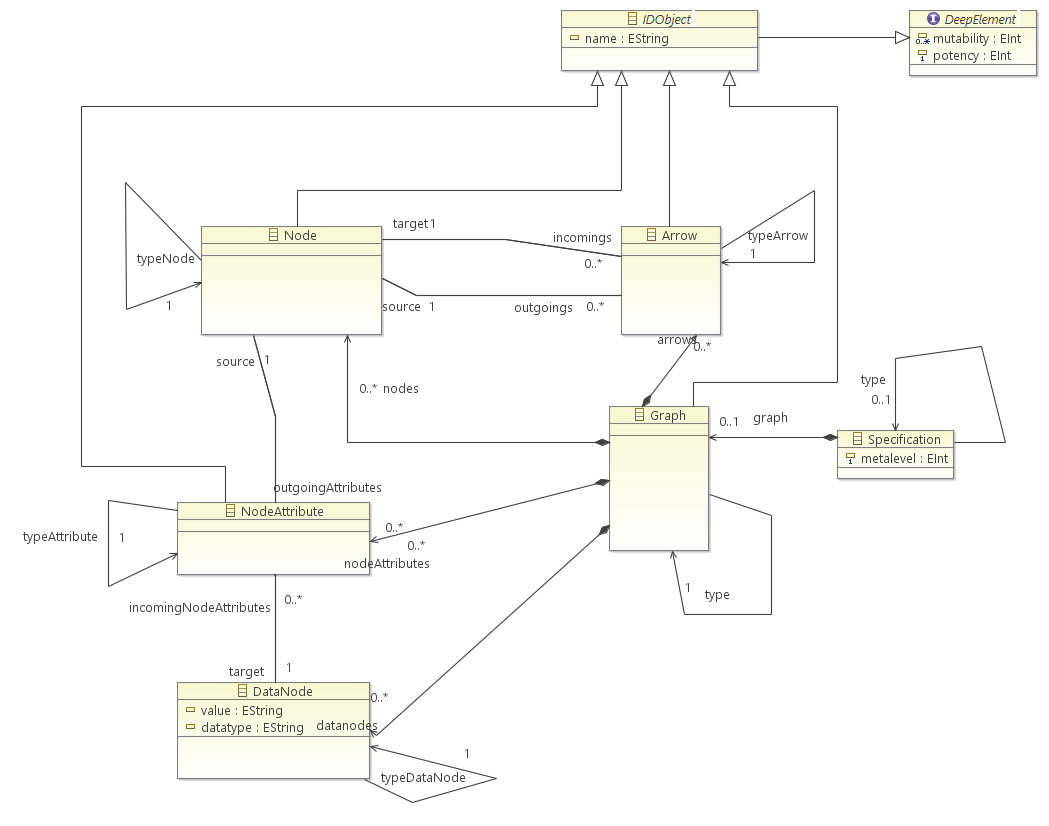 IDObject
name : EString
DeepElement
0..*
mutability : EInt
1
potency : EInt
Node
target 1
incomings
0..*
Arrow
typeArrow
1
typeNode
1
source 1
outgoings 0..*
source 1
0..* nodes
arrows
0..*
type
0..1
Graph
0..1 graph
Specification
1
metalevel : EInt
outgoingAttributes
NodeAttribute
0..*
0..*
nodeAttributes
typeAttribute 1
1
type
incomingNodeAttributes
0..*
target 1
DataNode
value : EString
datatype : EString
0..*
datanodes
1
typeDataNode